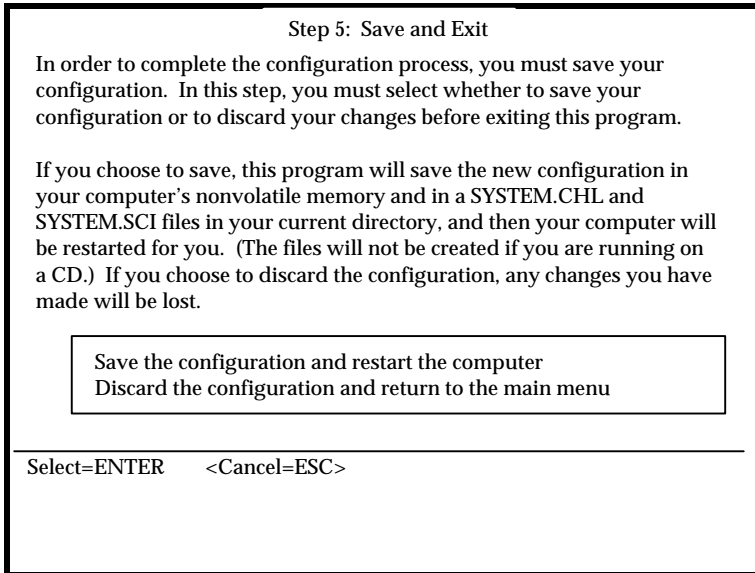 Step 5: Save and Exit
In order to complete the configuration process, you must save your
configuration. In this step, you must select whether to save your
configuration or to discard your changes before exiting this program.
If you choose to save, this program will save the new configuration in
your computer's nonvolatile memory and in a SYSTEM.CHL and
SYSTEM.SCI files in your current directory, and then your computer will
be restarted for you. (The files will not be created if you are running on
a CD.) If you choose to discard the configuration, any changes you have
made will be lost.
Save the configuration and restart the computer
Discard the configuration and return to the main menu
Select=ENTER <Cancel=ESC>